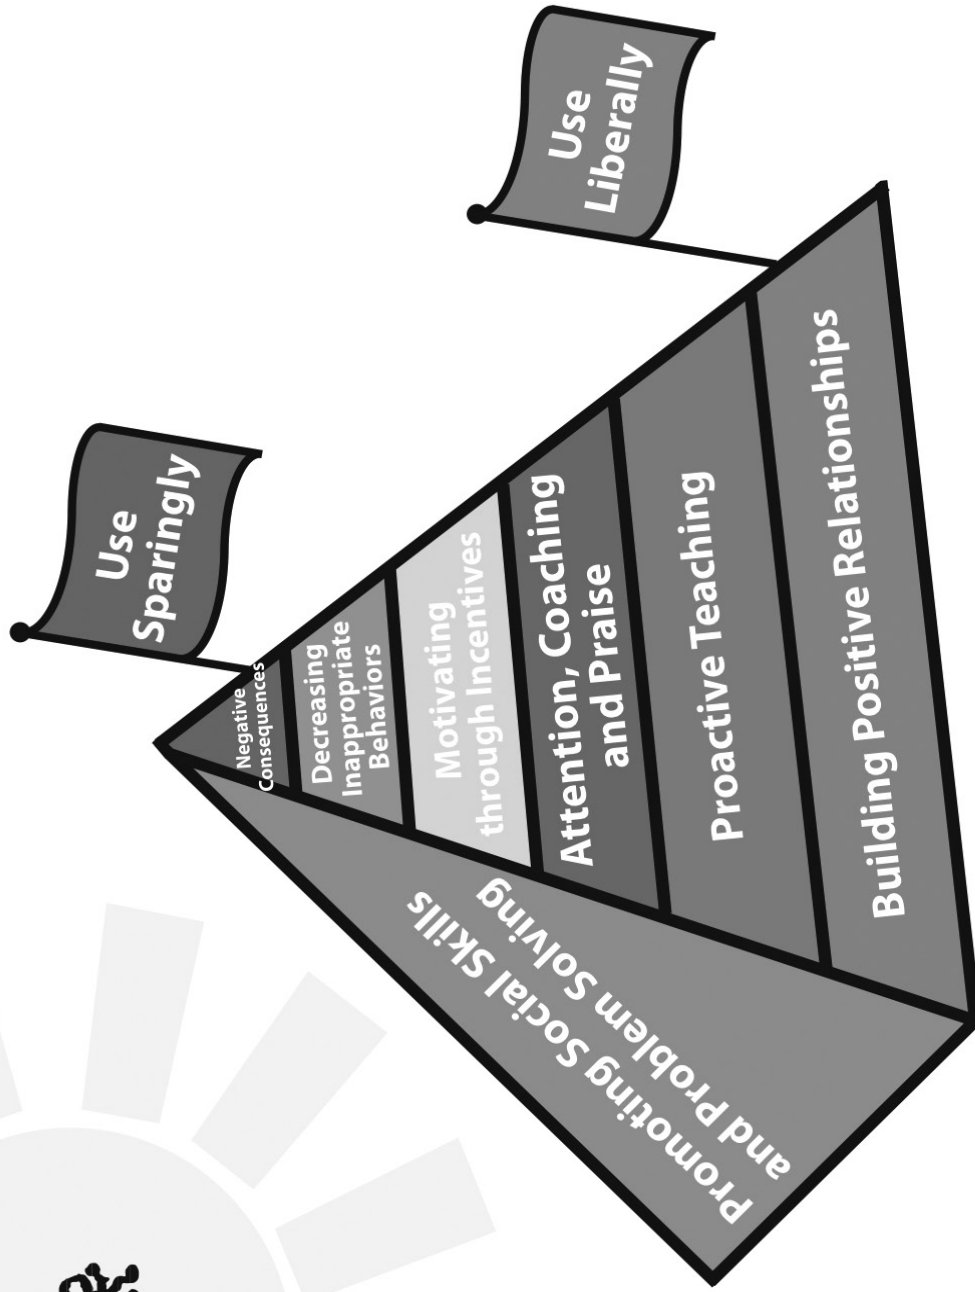 Use
Sparingly
Use
Liberally
Negative
Consequences
Decreasing
Inappropriate
Behaviors
Motivating
through Incentives
Attention, Coaching
and Praise
Proactive Teaching
Building Positive Relationships
Promoting Social Skills
and Problem Solving